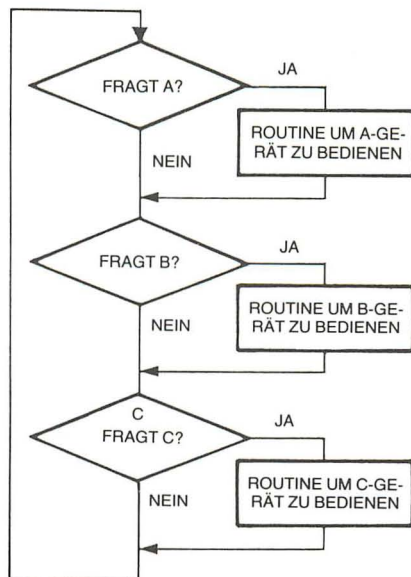 FRAGT A?
JA
ROUTINE UM A-GE-
RÄT ZU BEDIENEN
NEIN
FRAGT B?
JA
ROUTINE UM B-GE-
RÄT ZU BEDIENEN
NEIN
C
FRAGT C?
JA
ROUTINE UM C-GE-
RÄT ZU BEDIENEN
NEIN